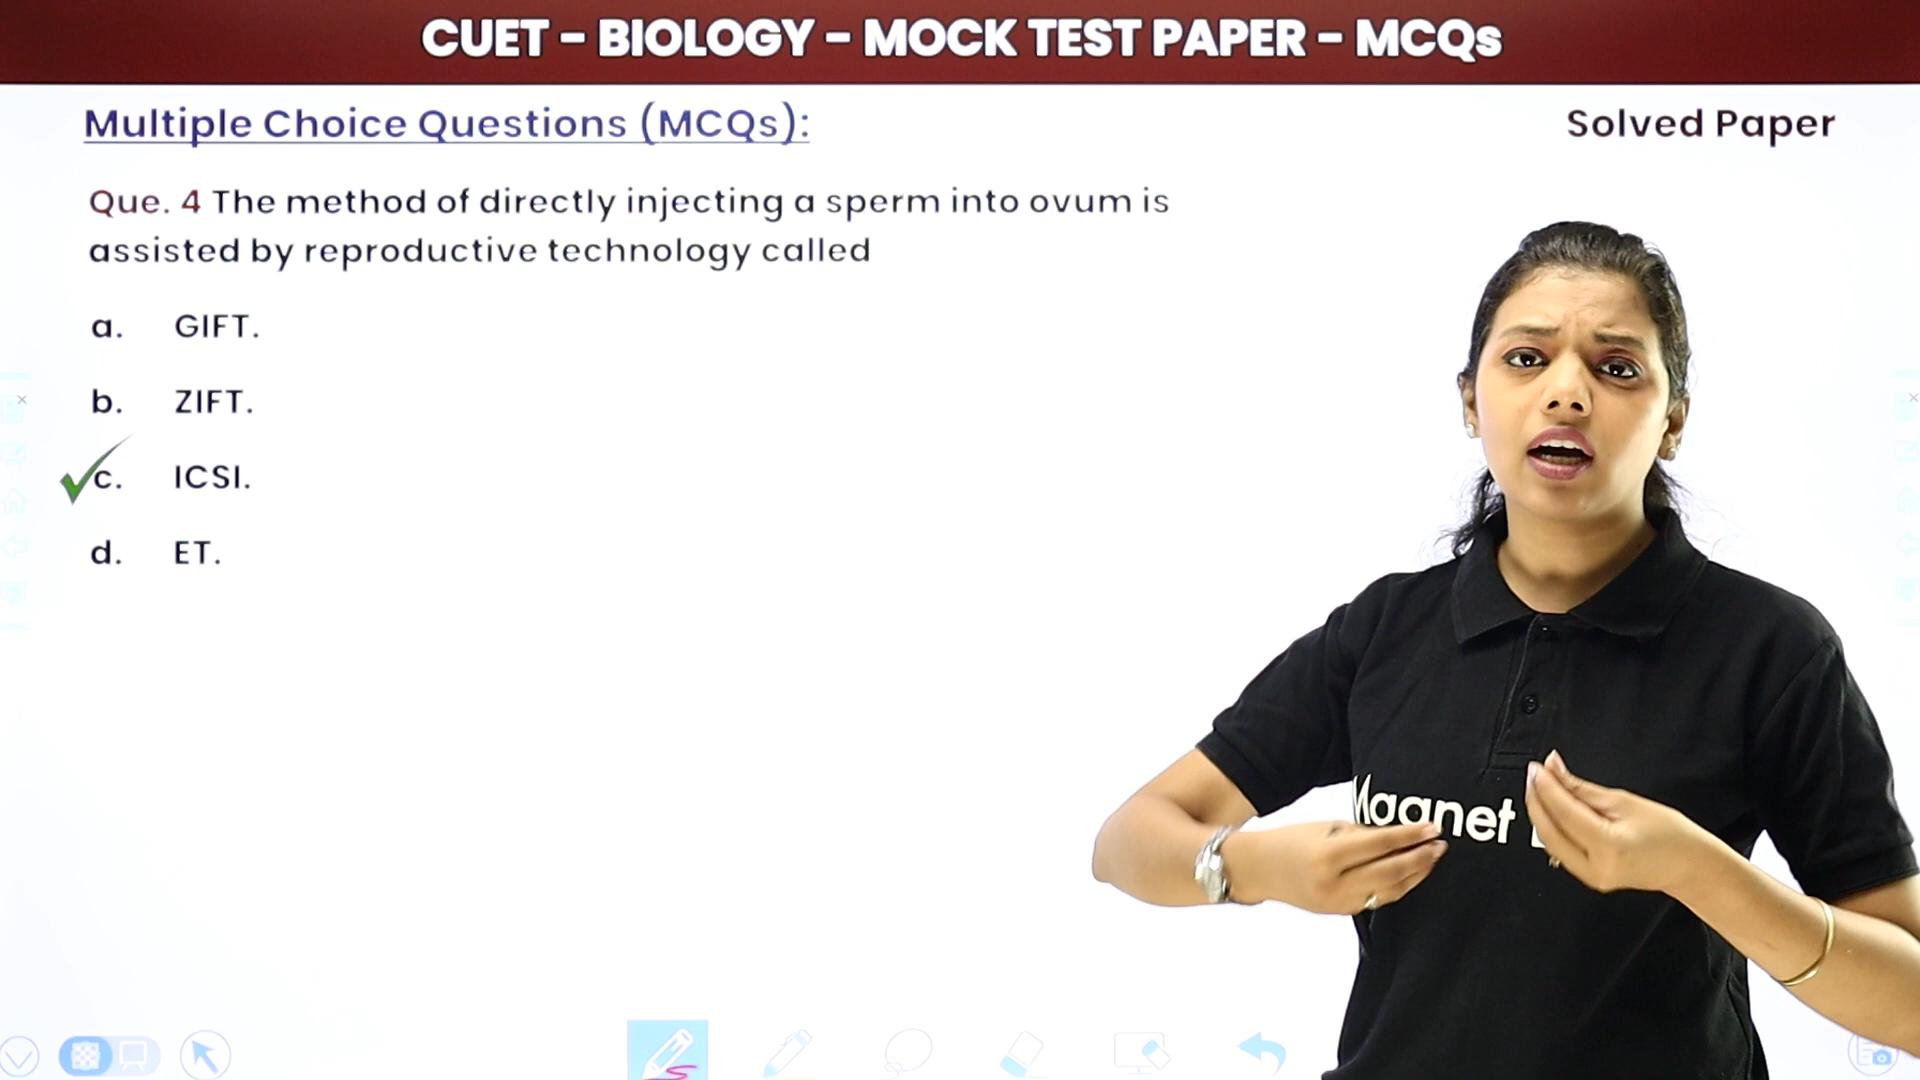 CUET - BIOLOGY - MOCK TEST PAPER - MCQs
Multiple Choice Questions (MCQs):
Solved Paper
Que. 4 The method of directly injecting a sperm into ovum is
assisted by reproductive technology called
a. GIFT.
b. ZIFT.
c. ICSI.
d. ET.
Magnet